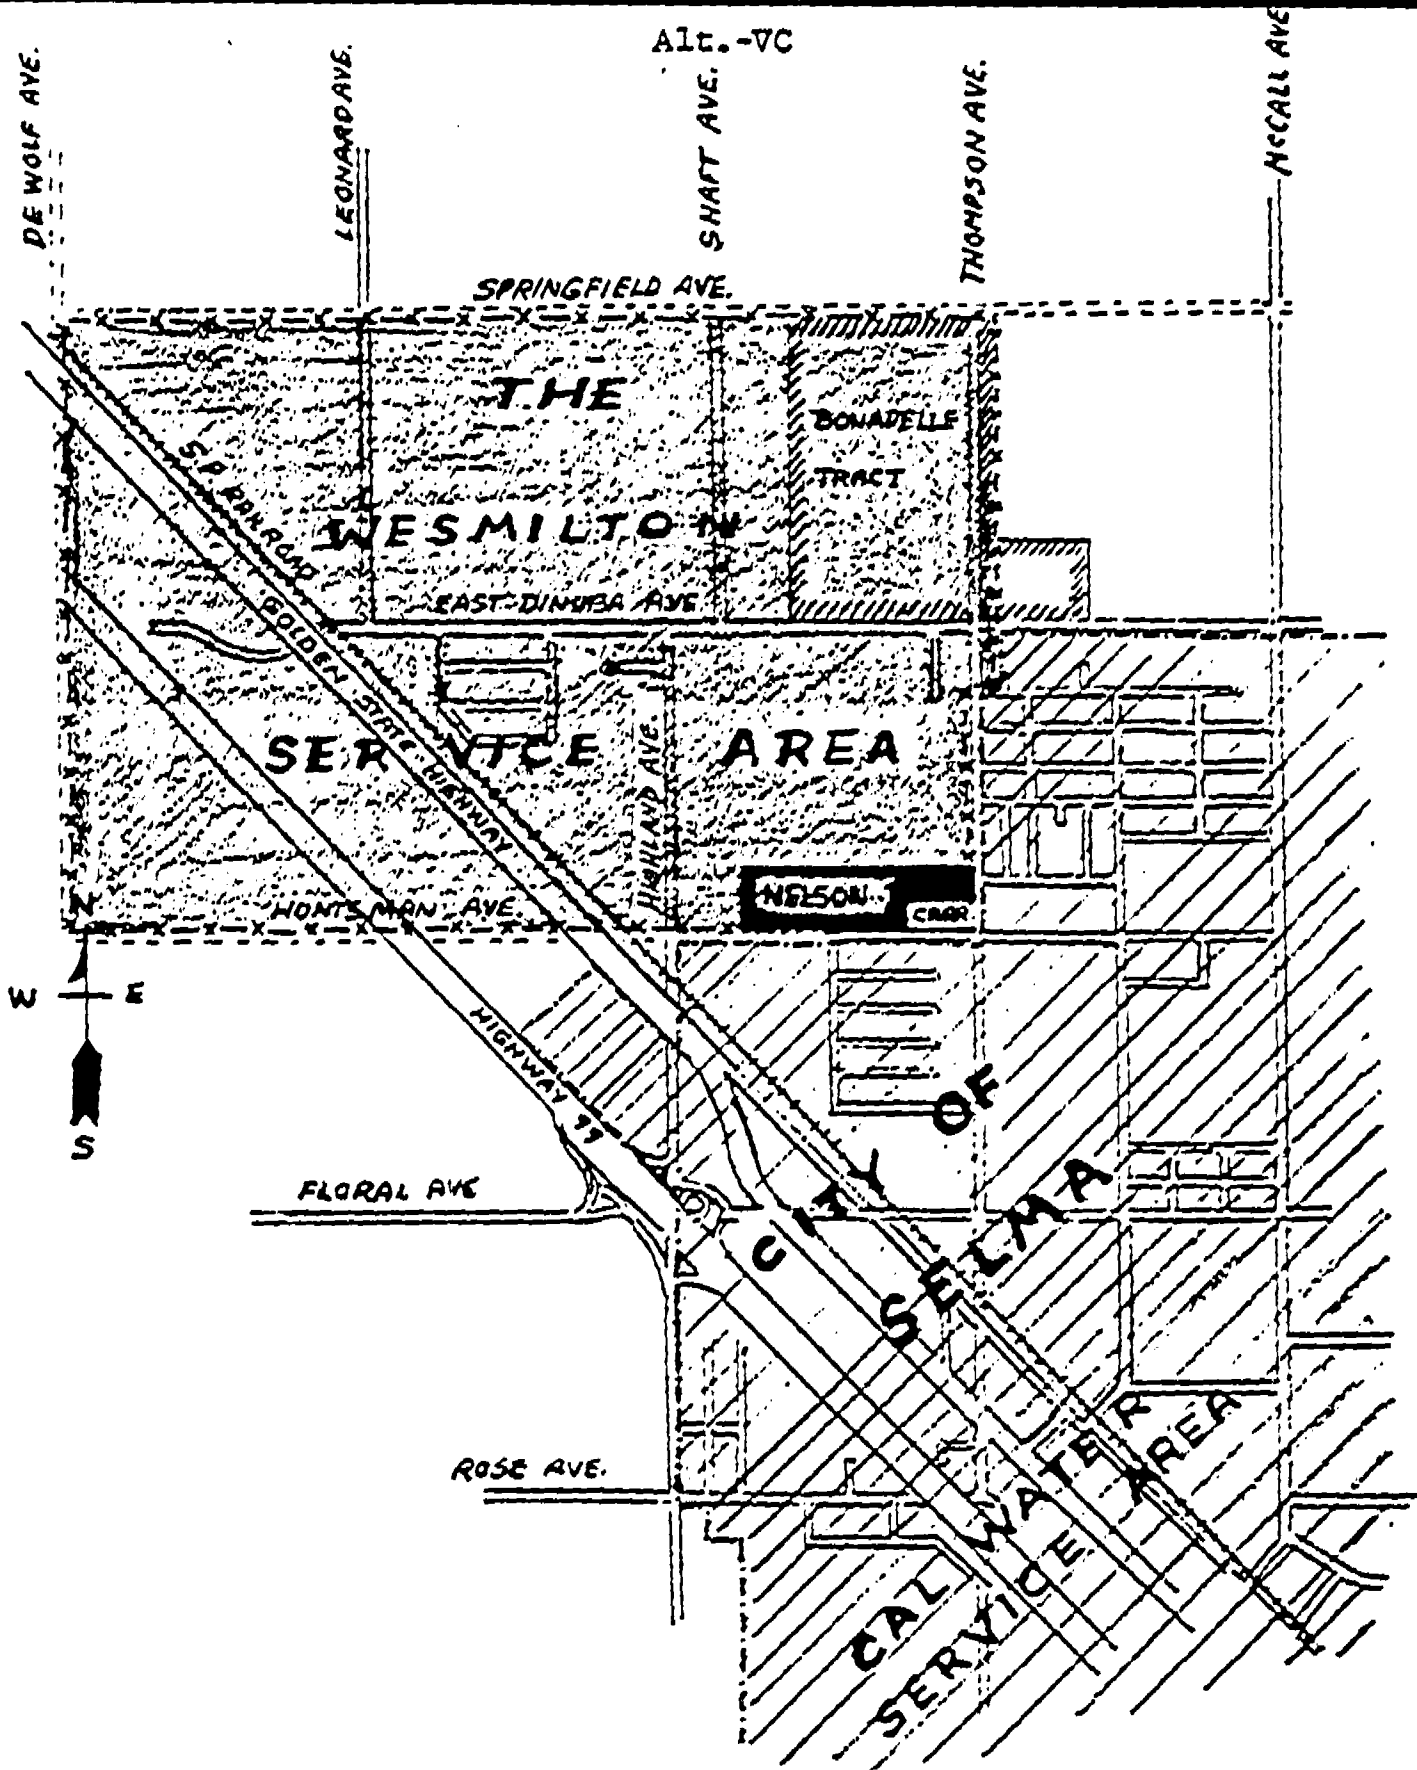 Alt.-VC
DE WOLF AVE.
LEONARD AVE.
SHAFT AVE.
THOMPSON AVE.
McCALL AVE
SPRINGFIELD AVE.
THE
BONADELLE
TRACT
S.P. RAILROAD
WESMILTON
EAST DINUBA AVE
GOLDEN STATE HIGHWAY
SERVICE AREA
HIGHLAND AVE.
NELSON
CARR
HUNTSMAN AVE
N
W E
S
HIGHWAY 99
FLORAL AVE
CITY OF
SELMA
ROSE AVE.
CAL WATER
SERVICE AREA